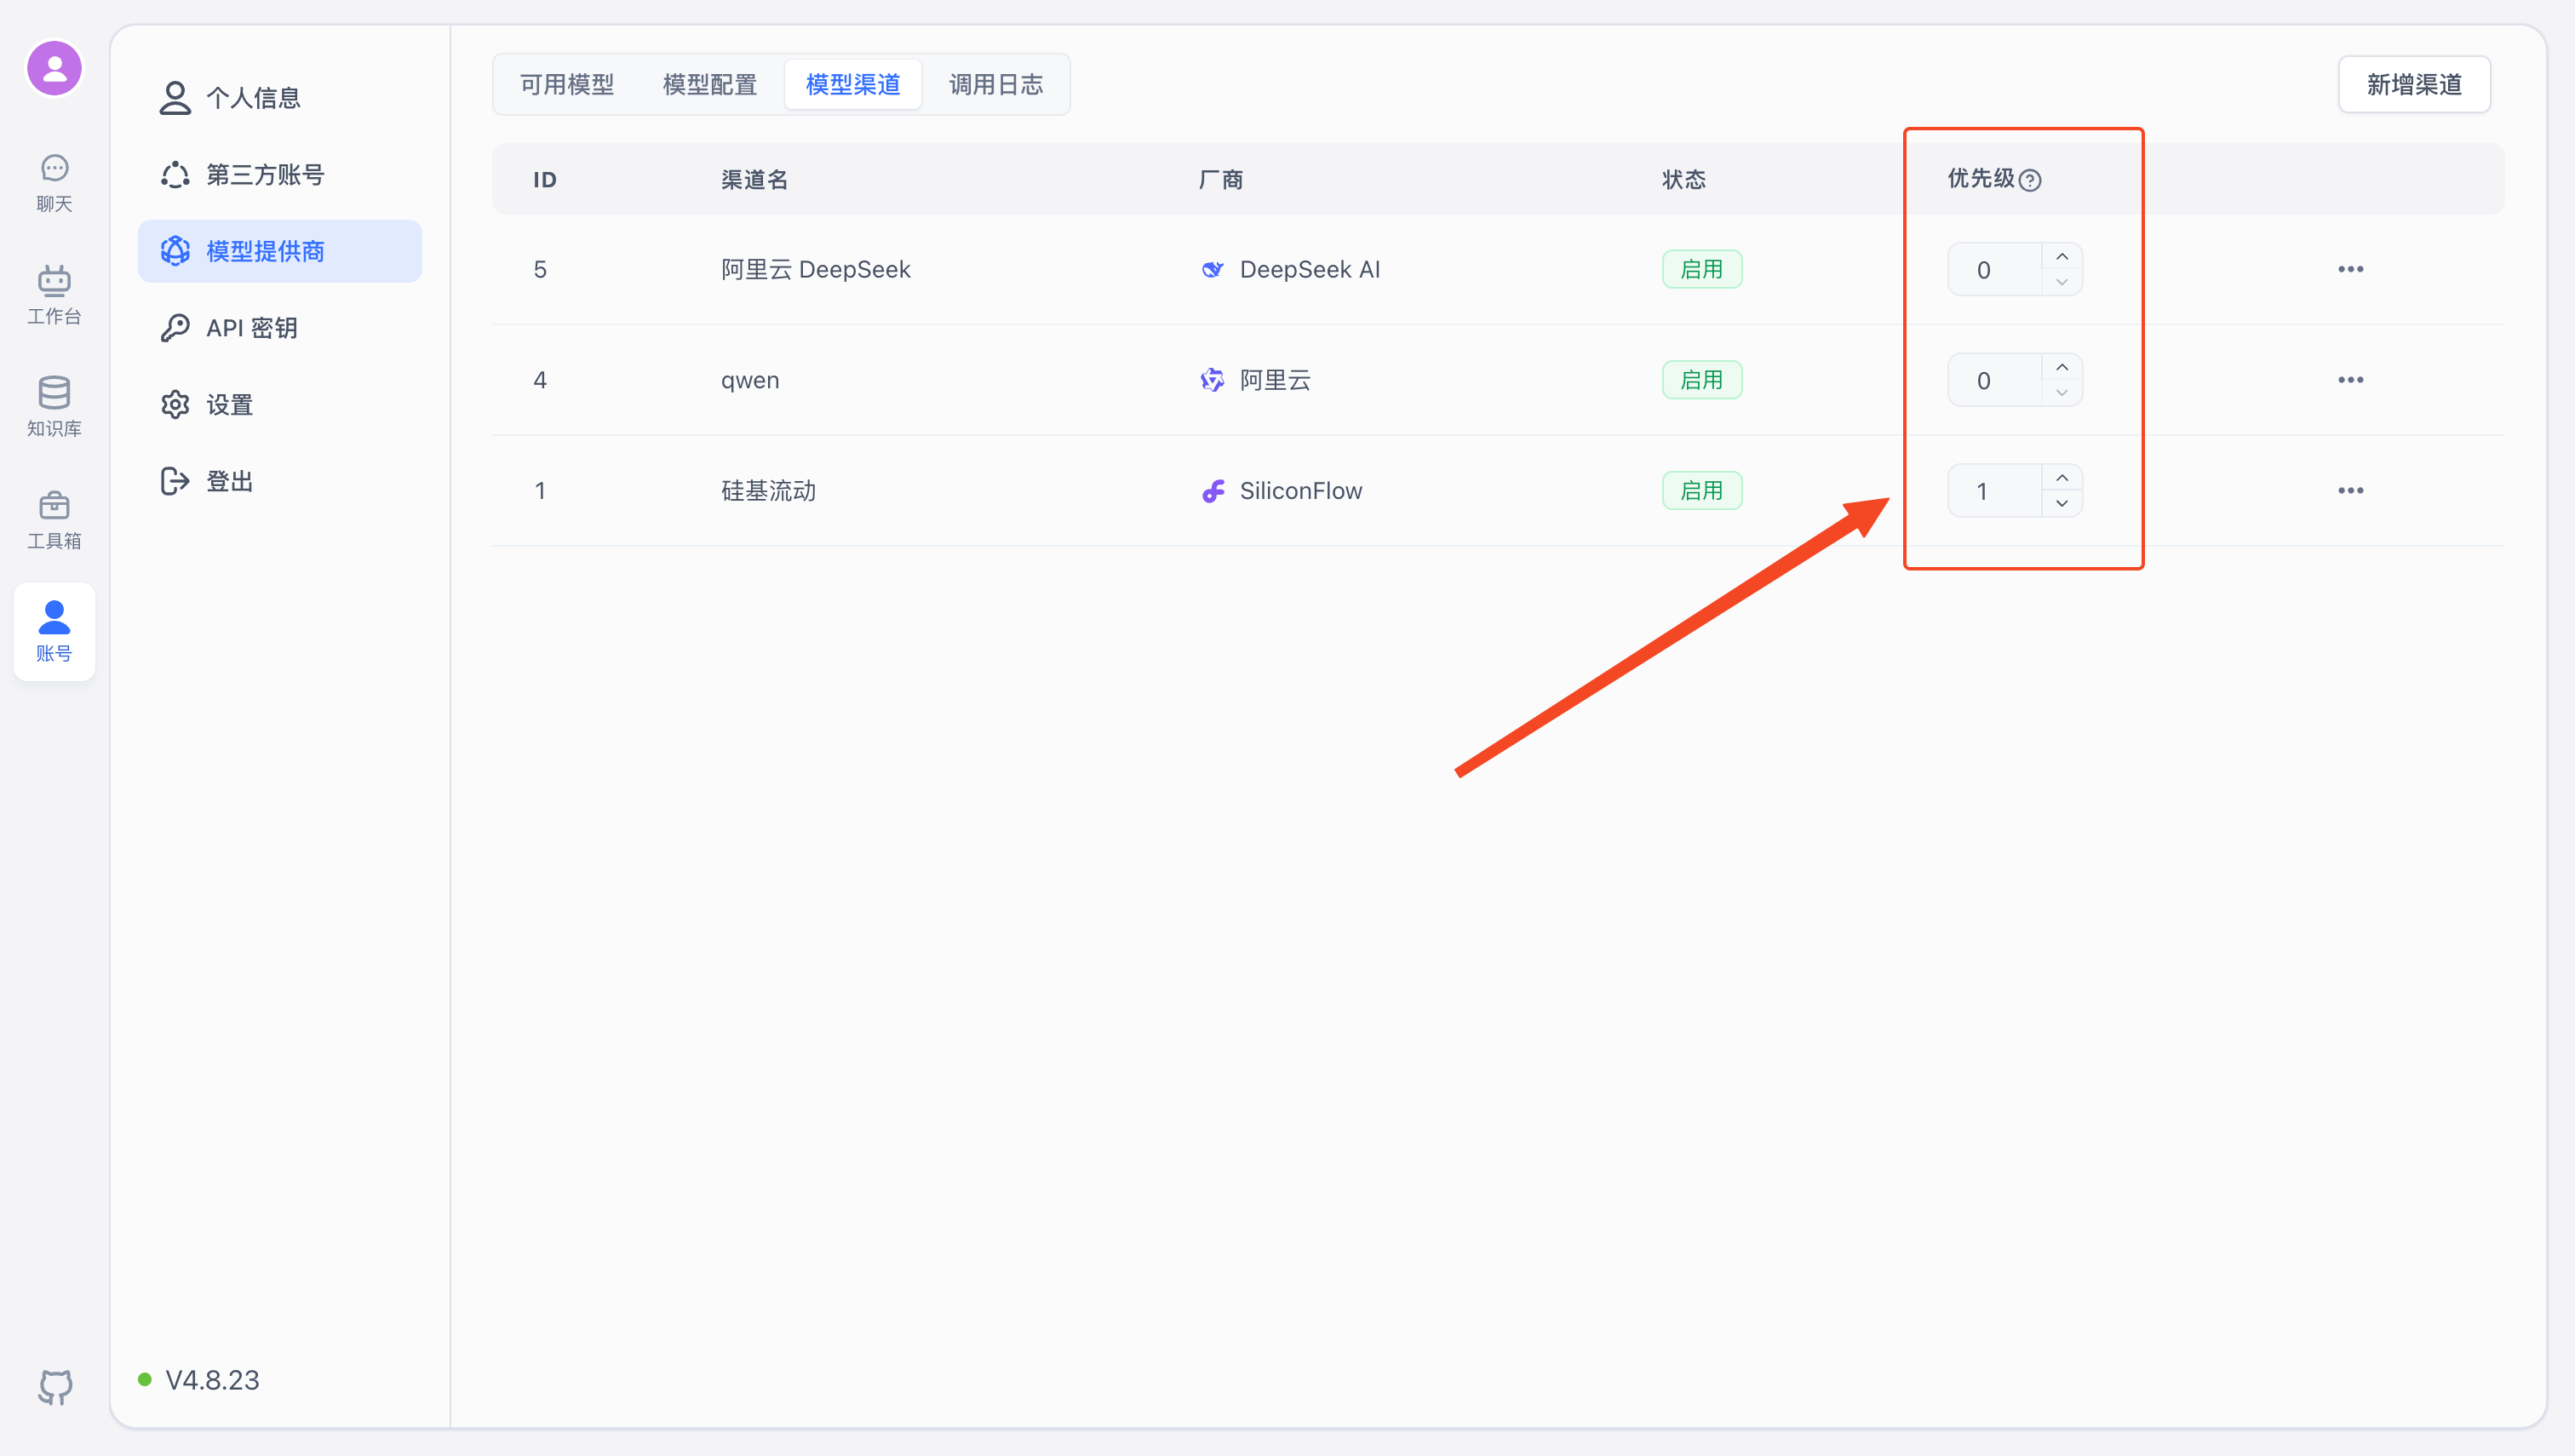 聊天
工作台
知识库
工具箱
账号
个人信息
第三方账号
模型提供商
API 密钥
设置
登出
V4.8.23
可用模型 模型配置 模型渠道 调用日志
新增渠道
ID 渠道名 厂商 状态 优先级
5 阿里云 DeepSeek DeepSeek AI 启用 0
4 qwen 阿里云 启用 0
1 硅基流动 SiliconFlow 启用 1